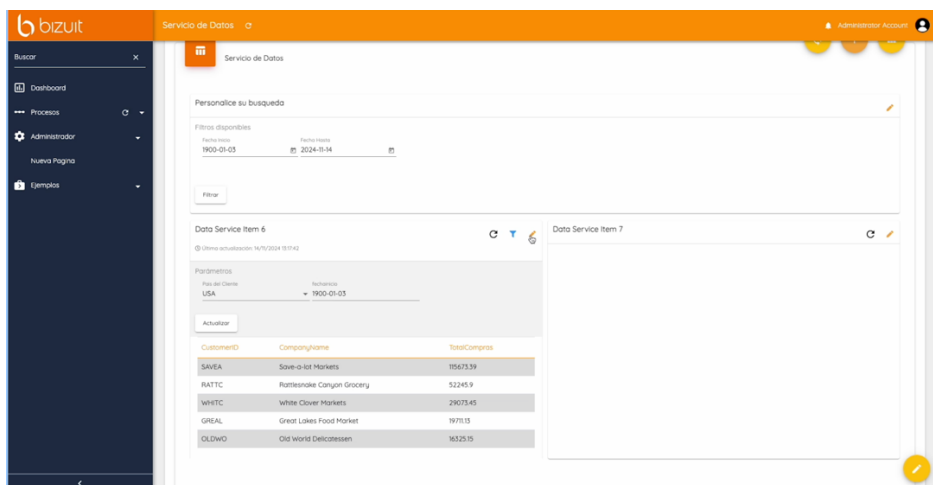 bizuit
Servicio de Datos
Administrator Account
Buscar
Servicio de Datos
Dashboard
Procesos
Administrador
Nueva Pagina
Ejemplos
Personalice su busqueda
Filtros disponibles
Fecha Inicio
Fecha Hasta
1900-01-03
2024-11-14
Filtrar
Data Service Item 6
Data Service Item 7
Última actualización: 14/11/2024 13:17:42
Parámetros
País del Cliente
fechaInicio
USA
1900-01-03
Actualizar
CustomerID CompanyName TotalCompras
SAVEA Save-a-lot Markets 115673.39
RATTC Rattlesnake Canyon Grocery 52245.9
WHITC White Clover Markets 29073.45
GREAL Great Lakes Food Market 19711.13
OLDWO Old World Delicatessen 16325.15